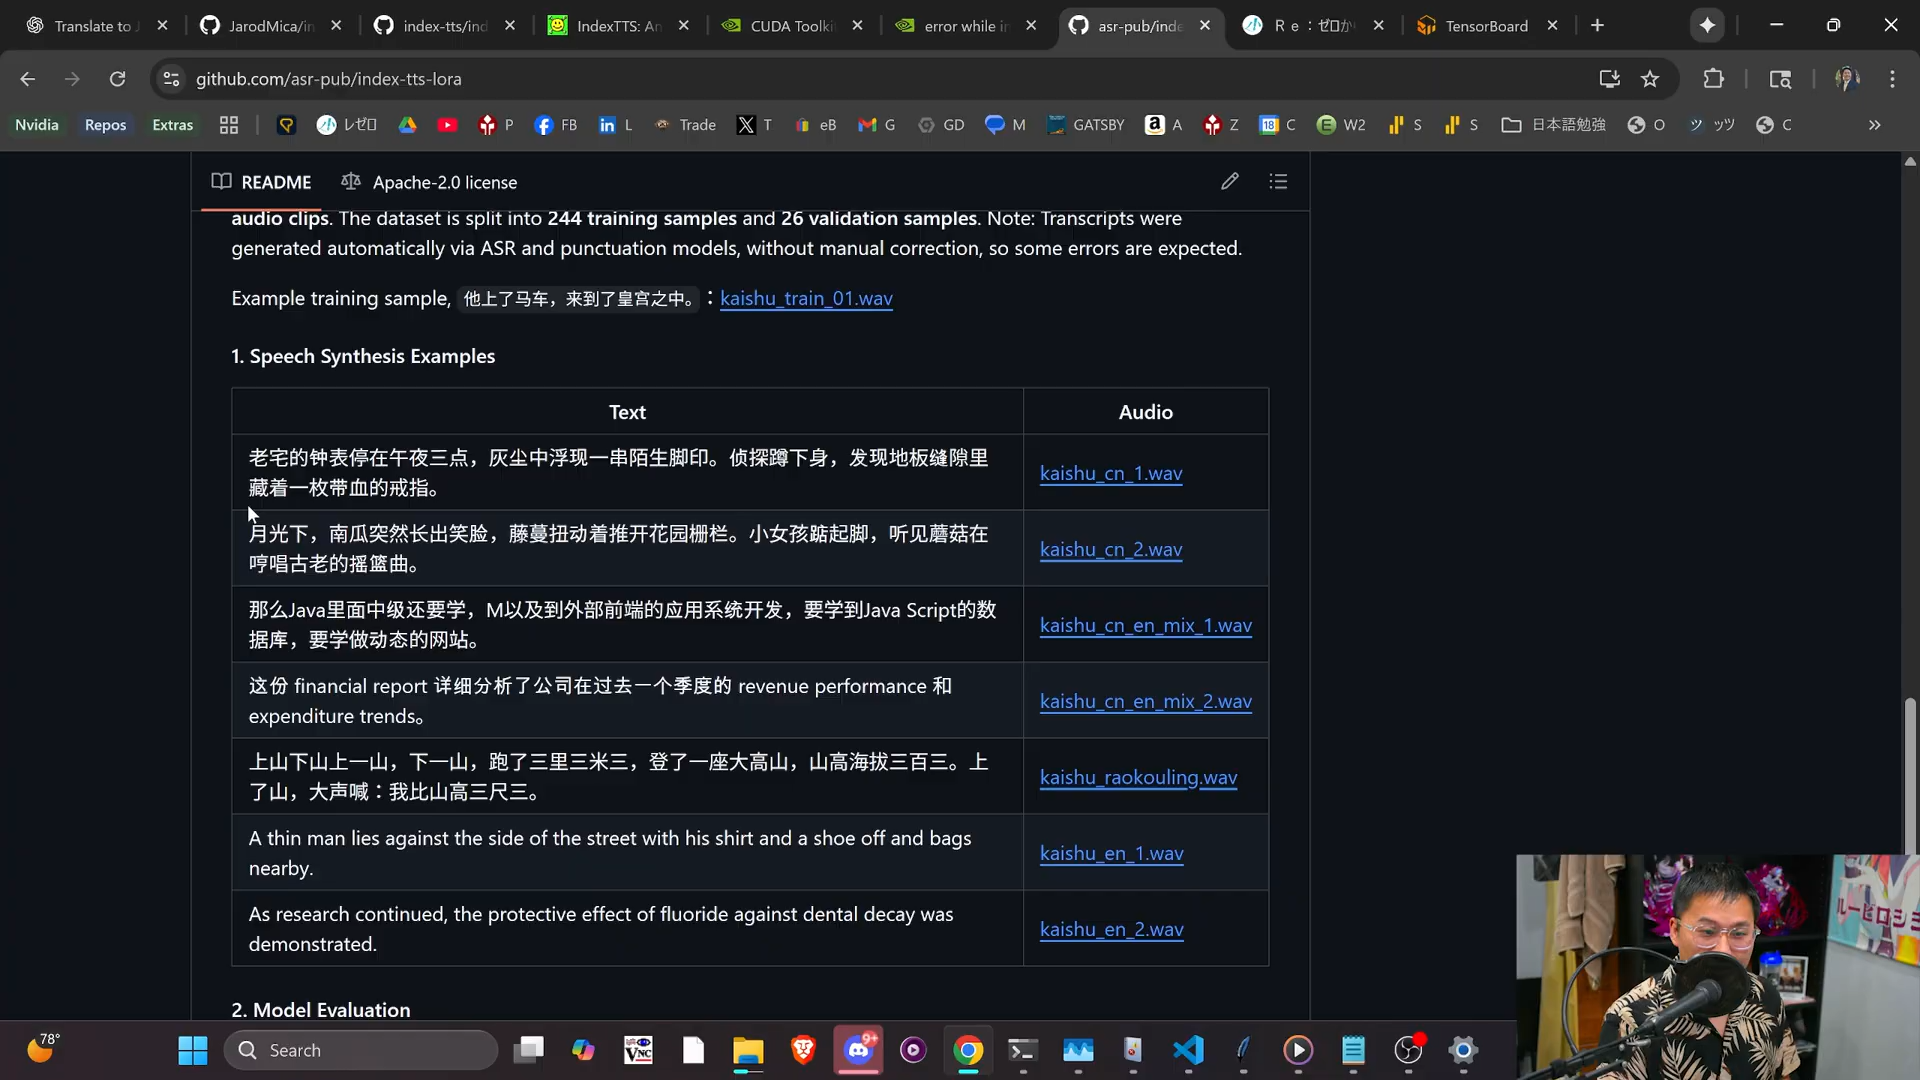 Translate to J
JarodMica/in
index-tts/ind
IndexTTS: An
CUDA Toolki
error while in
asr-pub/inde
Re：ゼロか
TensorBoard
github.com/asr-pub/index-tts-lora
Nvidia
Repos
Extras
レゼロ
P
FB
L
Trade
T
eB
G
GD
M
GATSBY
A
Z
C
W2
S
S
日本語勉強
O
ッツ
C
README
Apache-2.0 license
audio clips. The dataset is split into 244 training samples and 26 validation samples. Note: Transcripts were
generated automatically via ASR and punctuation models, without manual correction, so some errors are expected.
Example training sample, 他上了马车，来到了皇宫之中。：kaishu_train_01.wav
1. Speech Synthesis Examples
Text
Audio
老宅的钟表停在午夜三点，灰尘中浮现一串陌生脚印。侦探蹲下身，发现地板缝隙里
藏着一枚带血的戒指。
kaishu_cn_1.wav
月光下，南瓜突然长出笑脸，藤蔓扭动着推开花园栅栏。小女孩踮起脚，听见蘑菇在
哼唱古老的摇篮曲。
kaishu_cn_2.wav
那么Java里面中级还要学，M以及到外部前端的应用系统开发，要学到Java Script的数
据库，要学做动态的网站。
kaishu_cn_en_mix_1.wav
这份 financial report 详细分析了公司在过去一个季度的 revenue performance 和
expenditure trends。
kaishu_cn_en_mix_2.wav
上山下山上一山，下一山，跑了三里三米三，登了一座大高山，山高海拔三百三。上
了山，大声喊：我比山高三尺三。
kaishu_raokouling.wav
A thin man lies against the side of the street with his shirt and a shoe off and bags
nearby.
kaishu_en_1.wav
As research continued, the protective effect of fluoride against dental decay was
demonstrated.
kaishu_en_2.wav
2. Model Evaluation
78°
Search
VNC
9+